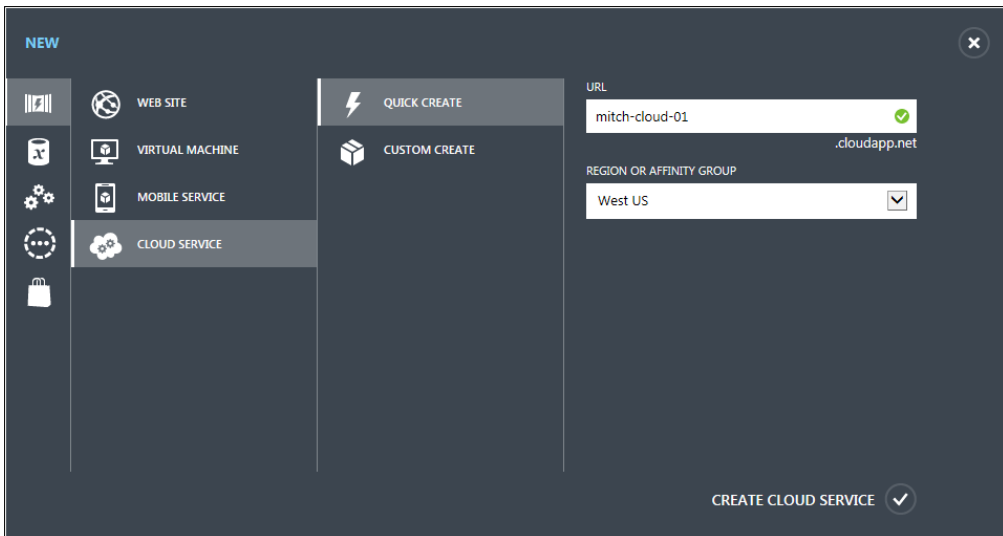 NEW
WEB SITE
VIRTUAL MACHINE
MOBILE SERVICE
CLOUD SERVICE
QUICK CREATE
CUSTOM CREATE
URL
mitch-cloud-01
.cloudapp.net
REGION OR AFFINITY GROUP
West US
CREATE CLOUD SERVICE